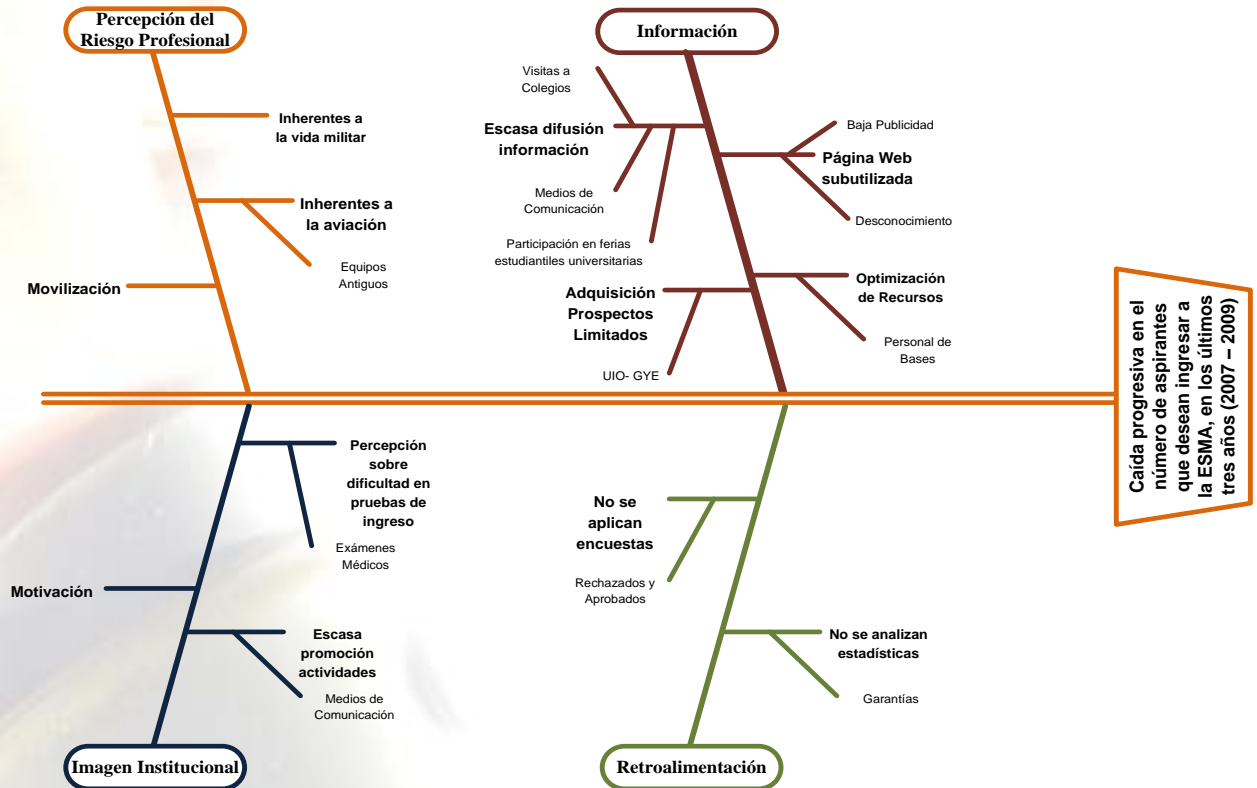 Percepción del
Riesgo Profesional
Inherentes a
la vida militar
Inherentes a
la aviación
Equipos
Antiguos
Movilización
Información
Visitas a
Colegios
Escasa difusión
información
Medios de
Comunicación
Participación en ferias
estudiantiles universitarias
Adquisición
Prospectos
Limitados
UIO- GYE
Baja Publicidad
Página Web
subutilizada
Desconocimiento
Optimización
de Recursos
Personal de
Bases
Caída progresiva en el
número de aspirantes
que desean ingresar a
la ESMA, en los últimos
tres años (2007 – 2009)
Percepción
sobre
dificultad en
pruebas de
ingreso
Exámenes
Médicos
Motivación
Escasa
promoción
actividades
Medios de
Comunicación
Imagen Institucional
No se
aplican
encuestas
Rechazados y
Aprobados
No se analizan
estadísticas
Garantías
Retroalimentación